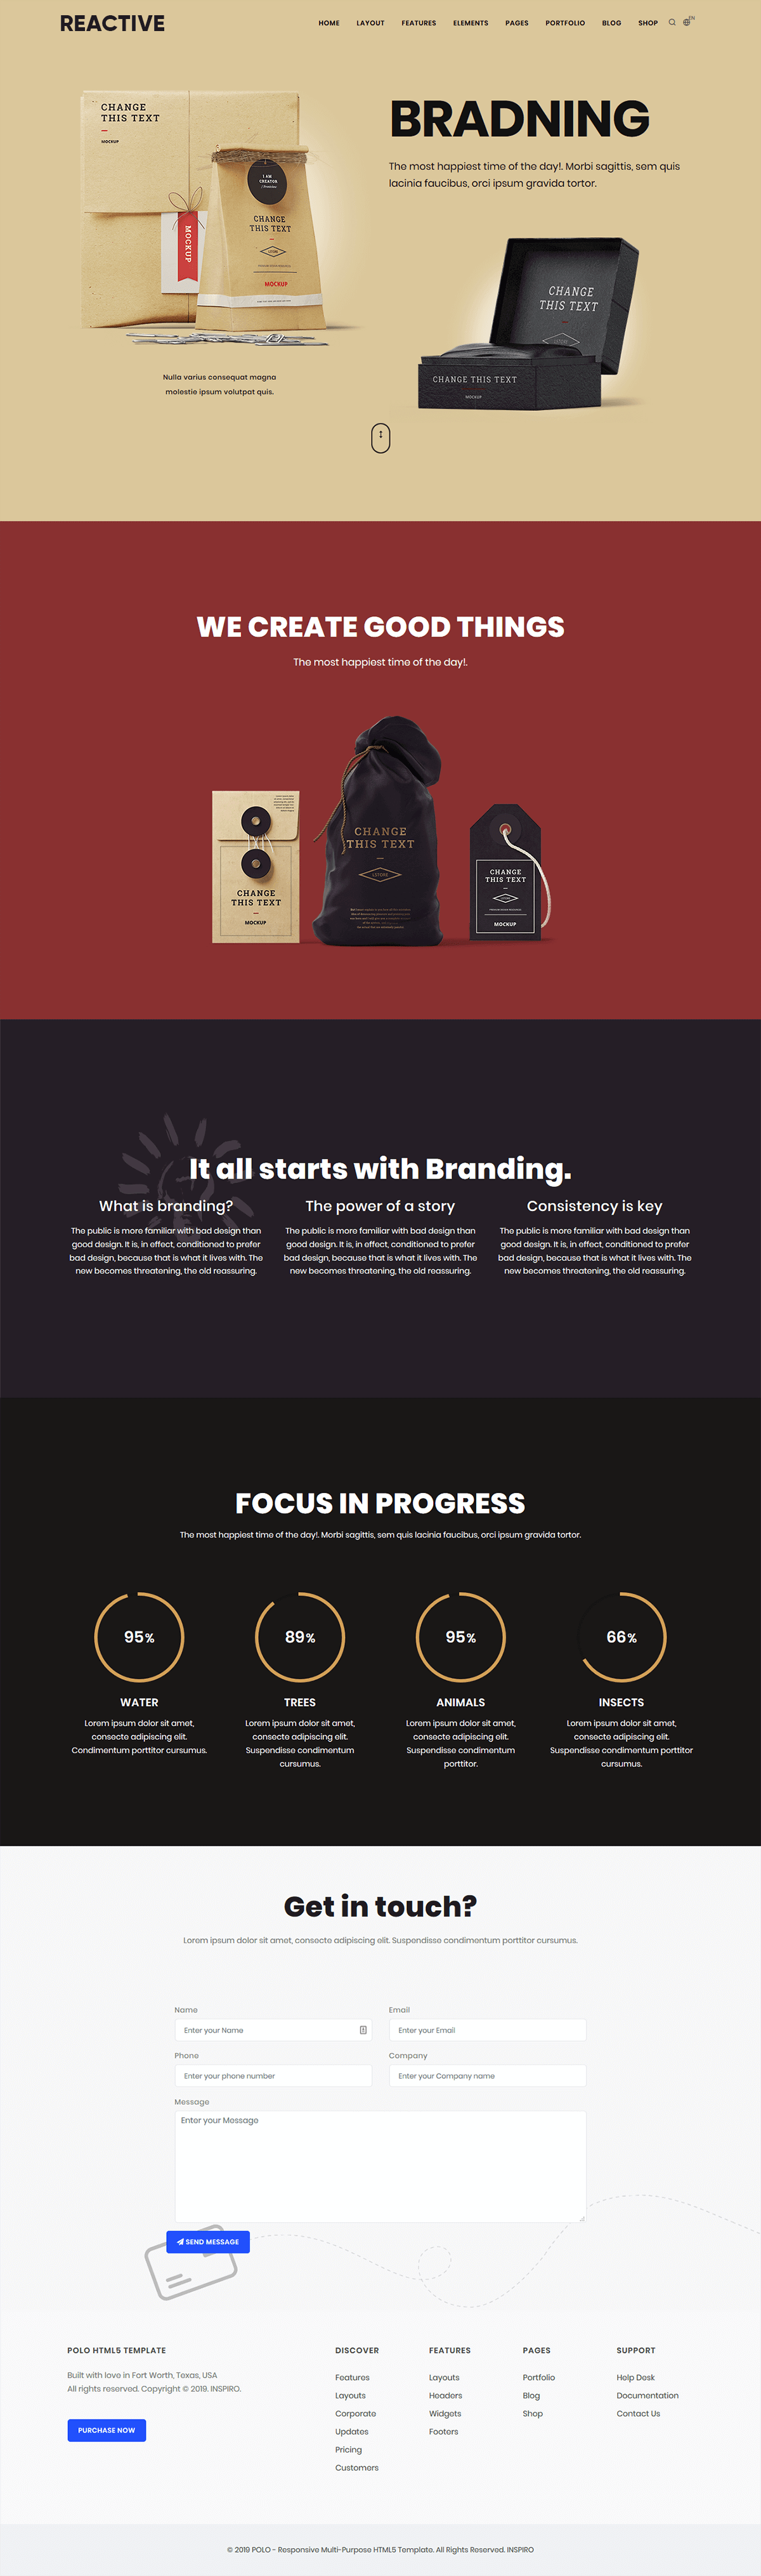 REACTIVE
HOME LAYOUT FEATURES ELEMENTS PAGES PORTFOLIO BLOG SHOP EN
CHANGE
THIS TEXT
MOCKUP
I AM
CREATOR
CHANGE
THIS TEXT
LSTORE
MOCKUP
MOCKUP
BRADNING
The most happiest time of the day!. Morbi sagittis, sem quis
lacinia faucibus, orci ipsum gravida tortor.
CHANGE
THIS TEXT
LSTORE
CHANGE THIS TEXT
MOCKUP
Nulla varius consequat magna
molestie ipsum volutpat quis.
WE CREATE GOOD THINGS
The most happiest time of the day!.
CHANGE
THIS TEXT
MOCKUP
CHANGE
THIS TEXT
LSTORE
CHANGE
THIS TEXT
LSTORE
MOCKUP
It all starts with Branding.
What is branding?
The public is more familiar with bad design than
good design. It is, in effect, conditioned to prefer
bad design, because that is what it lives with. The
new becomes threatening, the old reassuring.
The power of a story
The public is more familiar with bad design than
good design. It is, in effect, conditioned to prefer
bad design, because that is what it lives with. The
new becomes threatening, the old reassuring.
Consistency is key
The public is more familiar with bad design than
good design. It is, in effect, conditioned to prefer
bad design, because that is what it lives with. The
new becomes threatening, the old reassuring.
FOCUS IN PROGRESS
The most happiest time of the day!. Morbi sagittis, sem quis lacinia faucibus, orci ipsum gravida tortor.
95%
WATER
Lorem ipsum dolor sit amet,
consecte adipiscing elit.
Condimentum porttitor cursumus.
89%
TREES
Lorem ipsum dolor sit amet,
consecte adipiscing elit.
Suspendisse condimentum
cursumus.
95%
ANIMALS
Lorem ipsum dolor sit amet,
consecte adipiscing elit.
Suspendisse condimentum
porttitor.
66%
INSECTS
Lorem ipsum dolor sit amet,
consecte adipiscing elit.
Suspendisse condimentum porttitor
cursumus.
Get in touch?
Lorem ipsum dolor sit amet, consecte adipiscing elit. Suspendisse condimentum porttitor cursumus.
Name
Enter your Name
Email
Enter your Email
Phone
Enter your phone number
Company
Enter your Company name
Message
Enter your Message
SEND MESSAGE
POLO HTML5 TEMPLATE
Built with love in Fort Worth, Texas, USA
All rights reserved. Copyright © 2019. INSPIRO.
PURCHASE NOW
DISCOVER
Features
Layouts
Corporate
Updates
Pricing
Customers
FEATURES
Layouts
Headers
Widgets
Footers
PAGES
Portfolio
Blog
Shop
SUPPORT
Help Desk
Documentation
Contact Us
© 2019 POLO - Responsive Multi-Purpose HTML5 Template. All Rights Reserved. INSPIRO